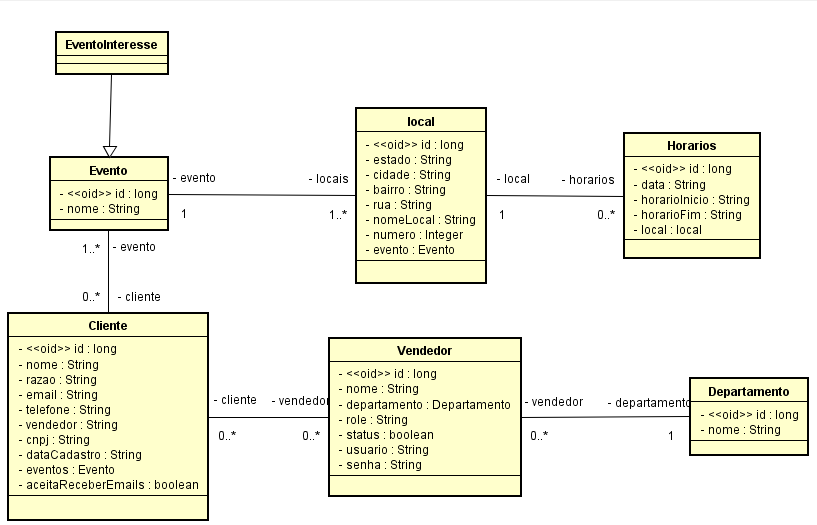 EventoInteresse
Evento
- <<oid>> id : long
- nome : String
- evento
1
- locais
1..*
local
- <<oid>> id : long
- estado : String
- cidade : String
- bairro : String
- rua : String
- nomeLocal : String
- numero : Integer
- evento : Evento
- local
1
- horarios
0..*
Horarios
- <<oid>> id : long
- data : String
- horarioInicio : String
- horarioFim : String
- local : local
1..*
- evento
0..*
- cliente
Cliente
- <<oid>> id : long
- nome : String
- razao : String
- email : String
- telefone : String
- vendedor : String
- cnpj : String
- dataCadastro : String
- eventos : Evento
- aceitaReceberEmails : boolean
- cliente
0..*
- vendedor
0..*
Vendedor
- <<oid>> id : long
- nome : String
- departamento : Departamento
- role : String
- status : boolean
- usuario : String
- senha : String
- vendedor
0..*
- departamento
1
Departamento
- <<oid>> id : long
- nome : String